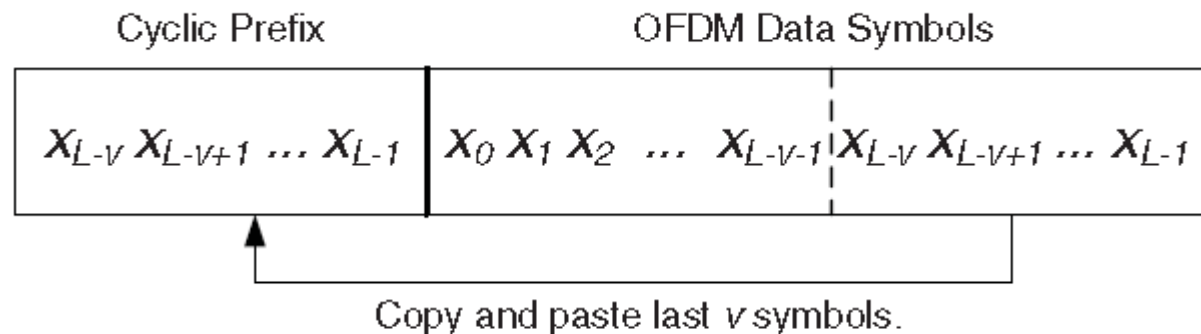 Cyclic Prefix OFDM Data Symbols
X_{L-v} X_{L-v+1} ... X_{L-1} X_0 X_1 X_2 ... X_{L-v-1} X_{L-v} X_{L-v+1} ... X_{L-1}
Copy and paste last v symbols.